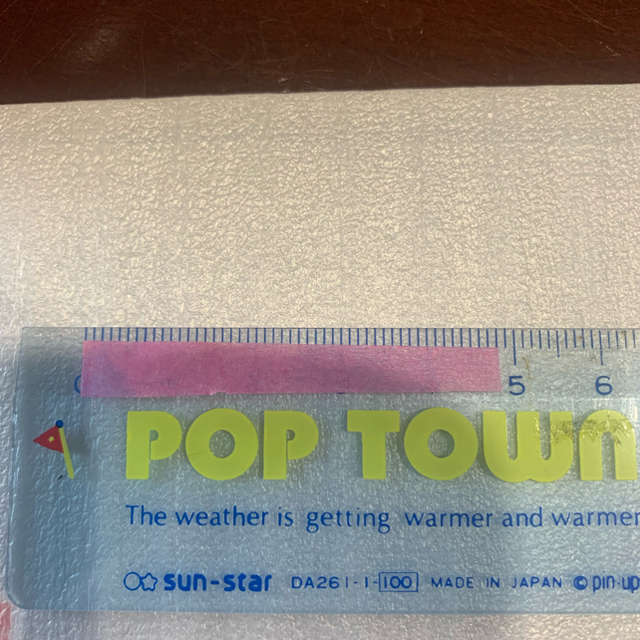 5 6
POP TOWN
The weather is getting warmer and warmer
sun-star DA261-1-100 MADE IN JAPAN © pin-up